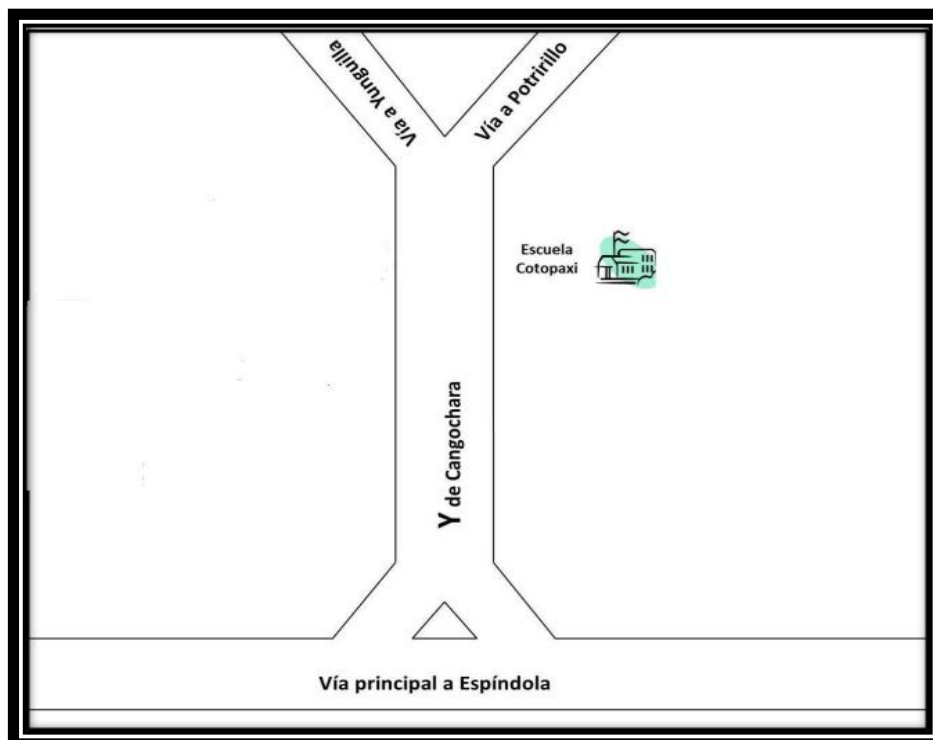 Vía a Yunguilla
Vía a Potririllo
Escuela
Cotopaxi
Y de Cangochara
Vía principal a Espíndola